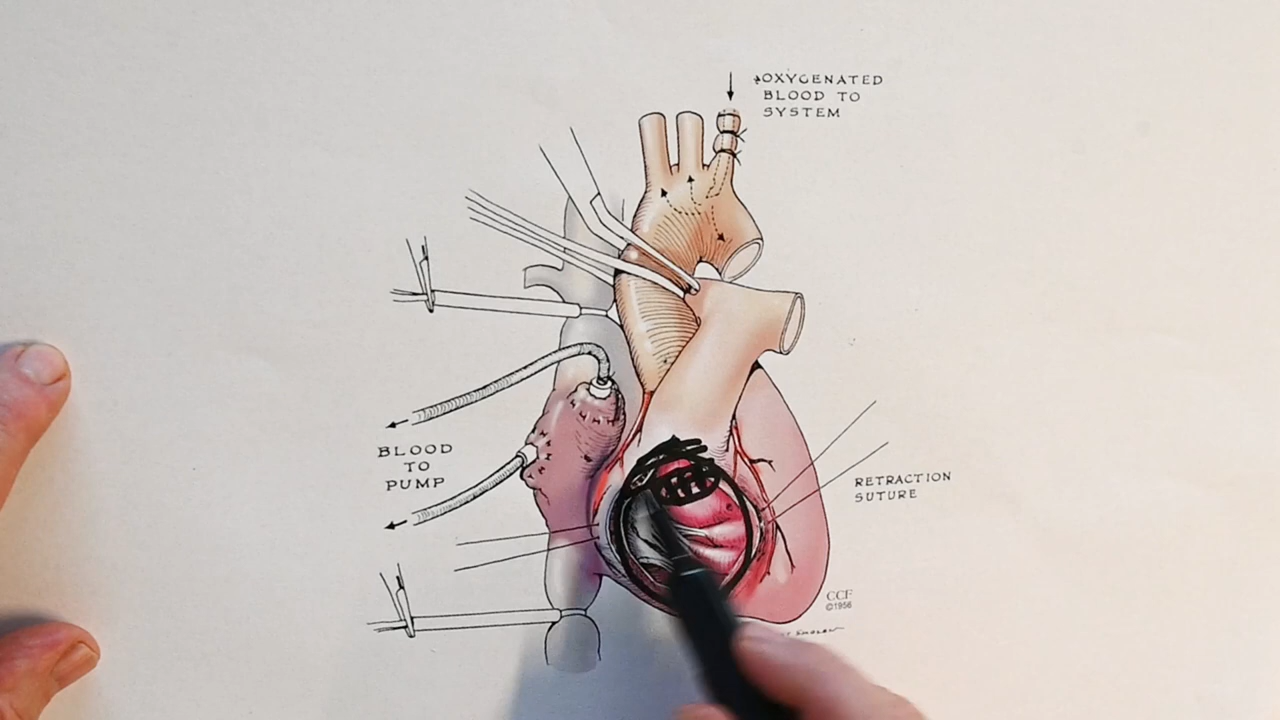 OXYGENATED
BLOOD TO
SYSTEM
BLOOD
TO
PUMP
RETRACTION
SUTURE
CCF
©1956